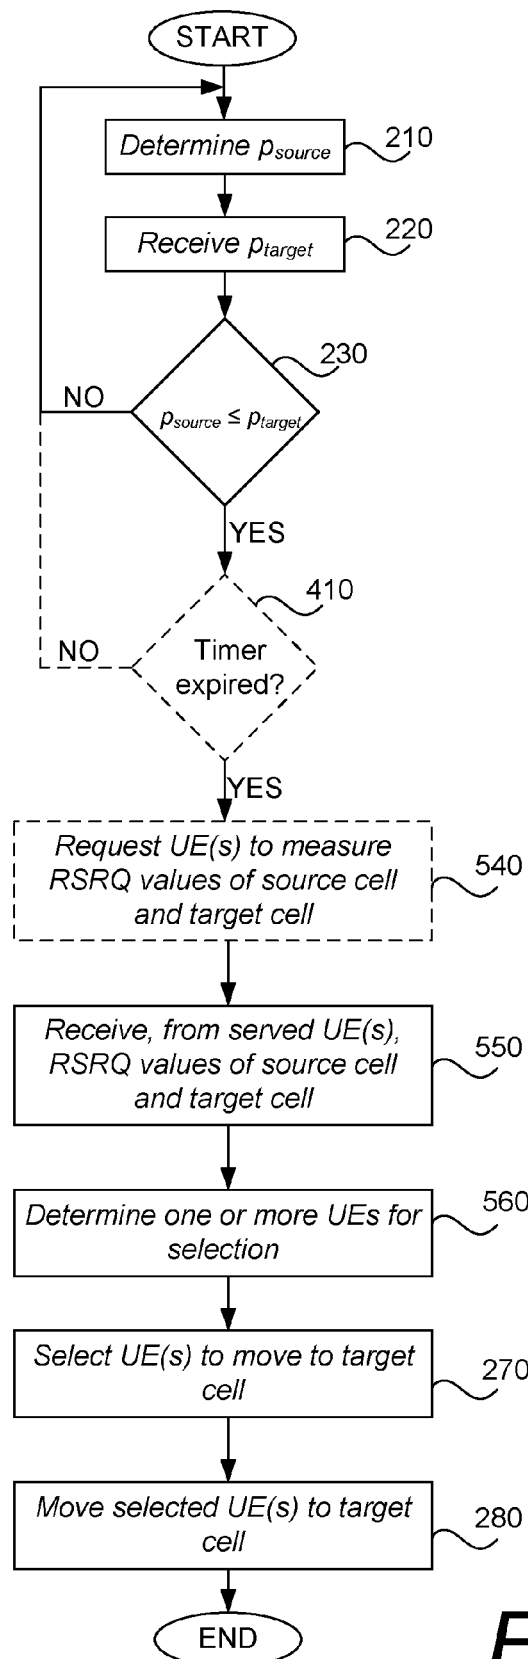 START
Determine p_source
210
Receive p_target
220
230
NO
p_source ≤ p_target
YES
410
NO
Timer
expired?
YES
Request UE(s) to measure
RSRQ values of source cell
and target cell
540
Receive, from served UE(s),
RSRQ values of source cell
and target cell
550
Determine one or more UEs for
selection
560
Select UE(s) to move to target
cell
270
Move selected UE(s) to target
cell
280
END